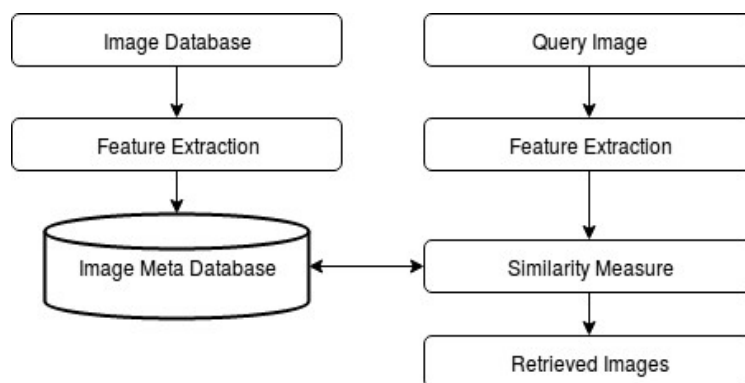 Image Database
Query Image
Feature Extraction
Feature Extraction
Image Meta Database
Similarity Measure
Retrieved Images